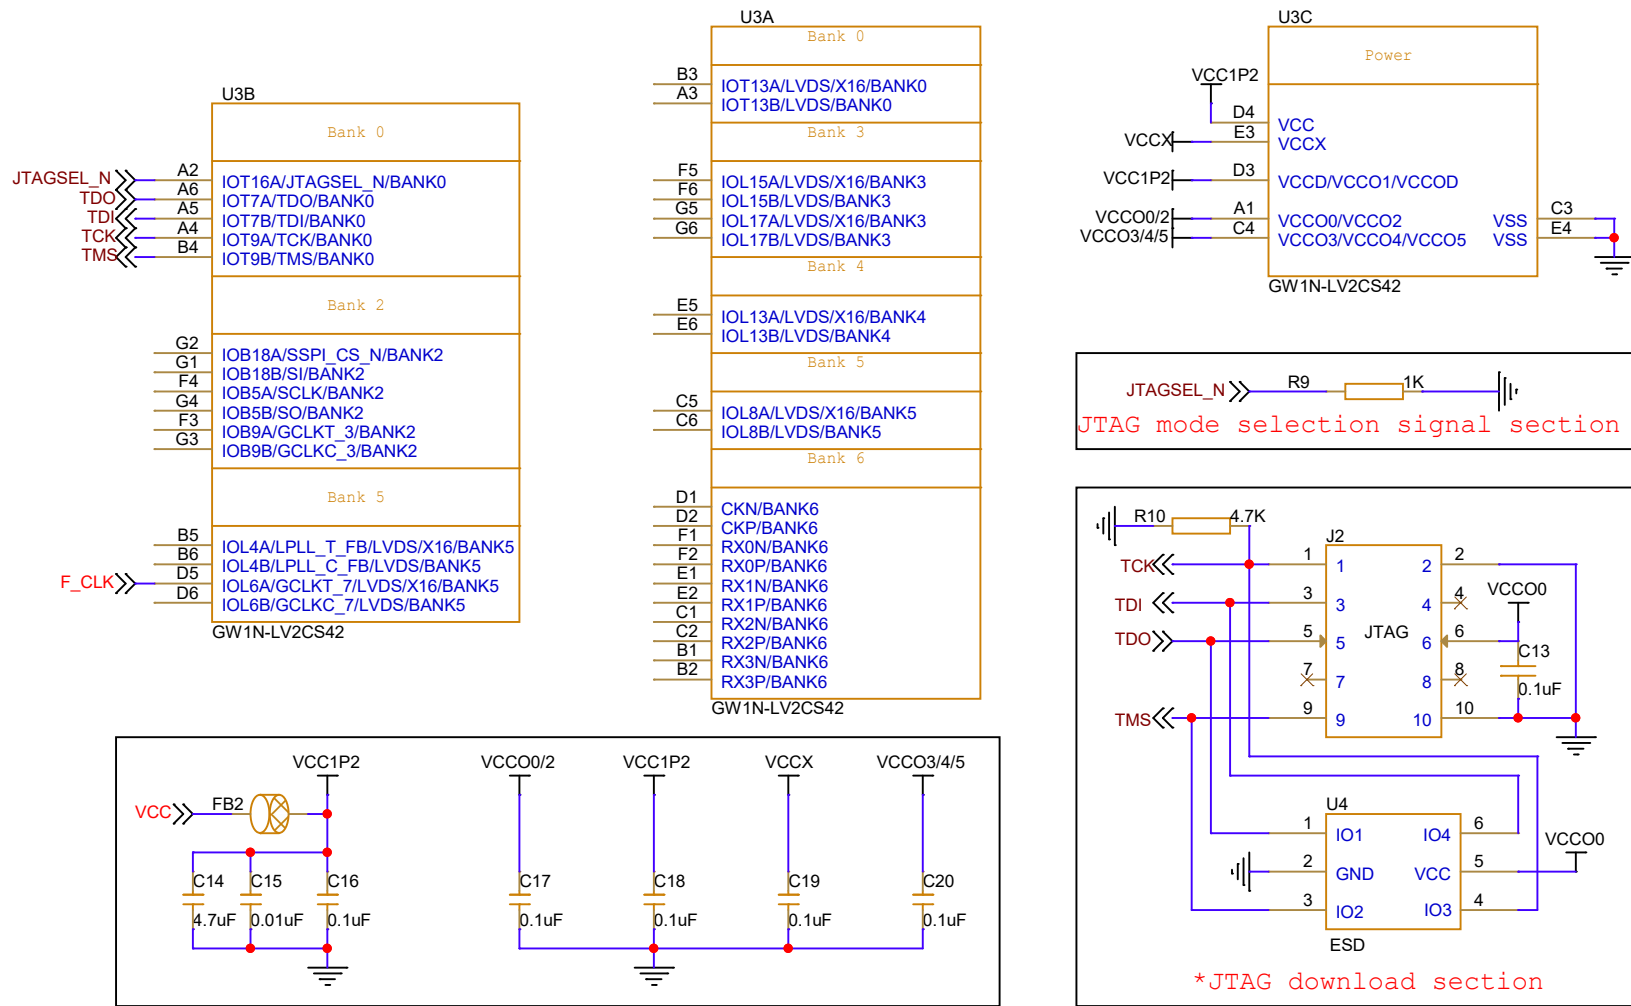 U3B
Bank 0
JTAGSEL_N A2 IOT16A/JTAGSEL_N/BANK0
TDO A6 IOT7A/TDO/BANK0
TDI A5 IOT7B/TDI/BANK0
TCK A4 IOT9A/TCK/BANK0
TMS B4 IOT9B/TMS/BANK0
Bank 2
G2 IOB18A/SSPI_CS_N/BANK2
G1 IOB18B/SI/BANK2
F4 IOB5A/SCLK/BANK2
G4 IOB5B/SO/BANK2
F3 IOB9A/GCLKT_3/BANK2
G3 IOB9B/GCLKC_3/BANK2
Bank 5
B5 IOL4A/LPLL_T_FB/LVDS/X16/BANK5
B6 IOL4B/LPLL_C_FB/LVDS/BANK5
F_CLK D5 IOL6A/GCLKT_7/LVDS/X16/BANK5
D6 IOL6B/GCLKC_7/LVDS/BANK5
GW1N-LV2CS42
U3A
Bank 0
B3 IOT13A/LVDS/X16/BANK0
A3 IOT13B/LVDS/BANK0
Bank 3
F5 IOL15A/LVDS/X16/BANK3
F6 IOL15B/LVDS/BANK3
G5 IOL17A/LVDS/X16/BANK3
G6 IOL17B/LVDS/BANK3
Bank 4
E5 IOL13A/LVDS/X16/BANK4
E6 IOL13B/LVDS/BANK4
Bank 5
C5 IOL8A/LVDS/X16/BANK5
C6 IOL8B/LVDS/BANK5
Bank 6
D1 CKN/BANK6
D2 CKP/BANK6
F1 RX0N/BANK6
F2 RX0P/BANK6
E1 RX1N/BANK6
E2 RX1P/BANK6
C1 RX2N/BANK6
C2 RX2P/BANK6
B1 RX3N/BANK6
B2 RX3P/BANK6
GW1N-LV2CS42
U3C
Power
VCC1P2
D4 VCC
VCCX E3 VCCX
VCC1P2 D3 VCCD/VCCO1/VCCOD
VCCO0/2 A1 VCCO0/VCCO2 VSS C3
VCCO3/4/5 C4 VCCO3/VCCO4/VCCO5 VSS E4
GW1N-LV2CS42
JTAGSEL_N R9 1K
JTAG mode selection signal section
R10 4.7K
J2
TCK 1 1 2 2
TDI 3 3 4 4 VCCO0
TDO 5 5 JTAG 6 6
C13
7 7 8 8 0.1uF
TMS 9 9 10 10
U4
1 IO1 IO4 6
VCCO0
2 GND VCC 5
3 IO2 IO3 4
ESD
*JTAG download section
VCC1P2 VCCO0/2 VCC1P2 VCCX VCCO3/4/5
VCC FB2
C14 C15 C16 C17 C18 C19 C20
4.7uF 0.01uF 0.1uF 0.1uF 0.1uF 0.1uF 0.1uF